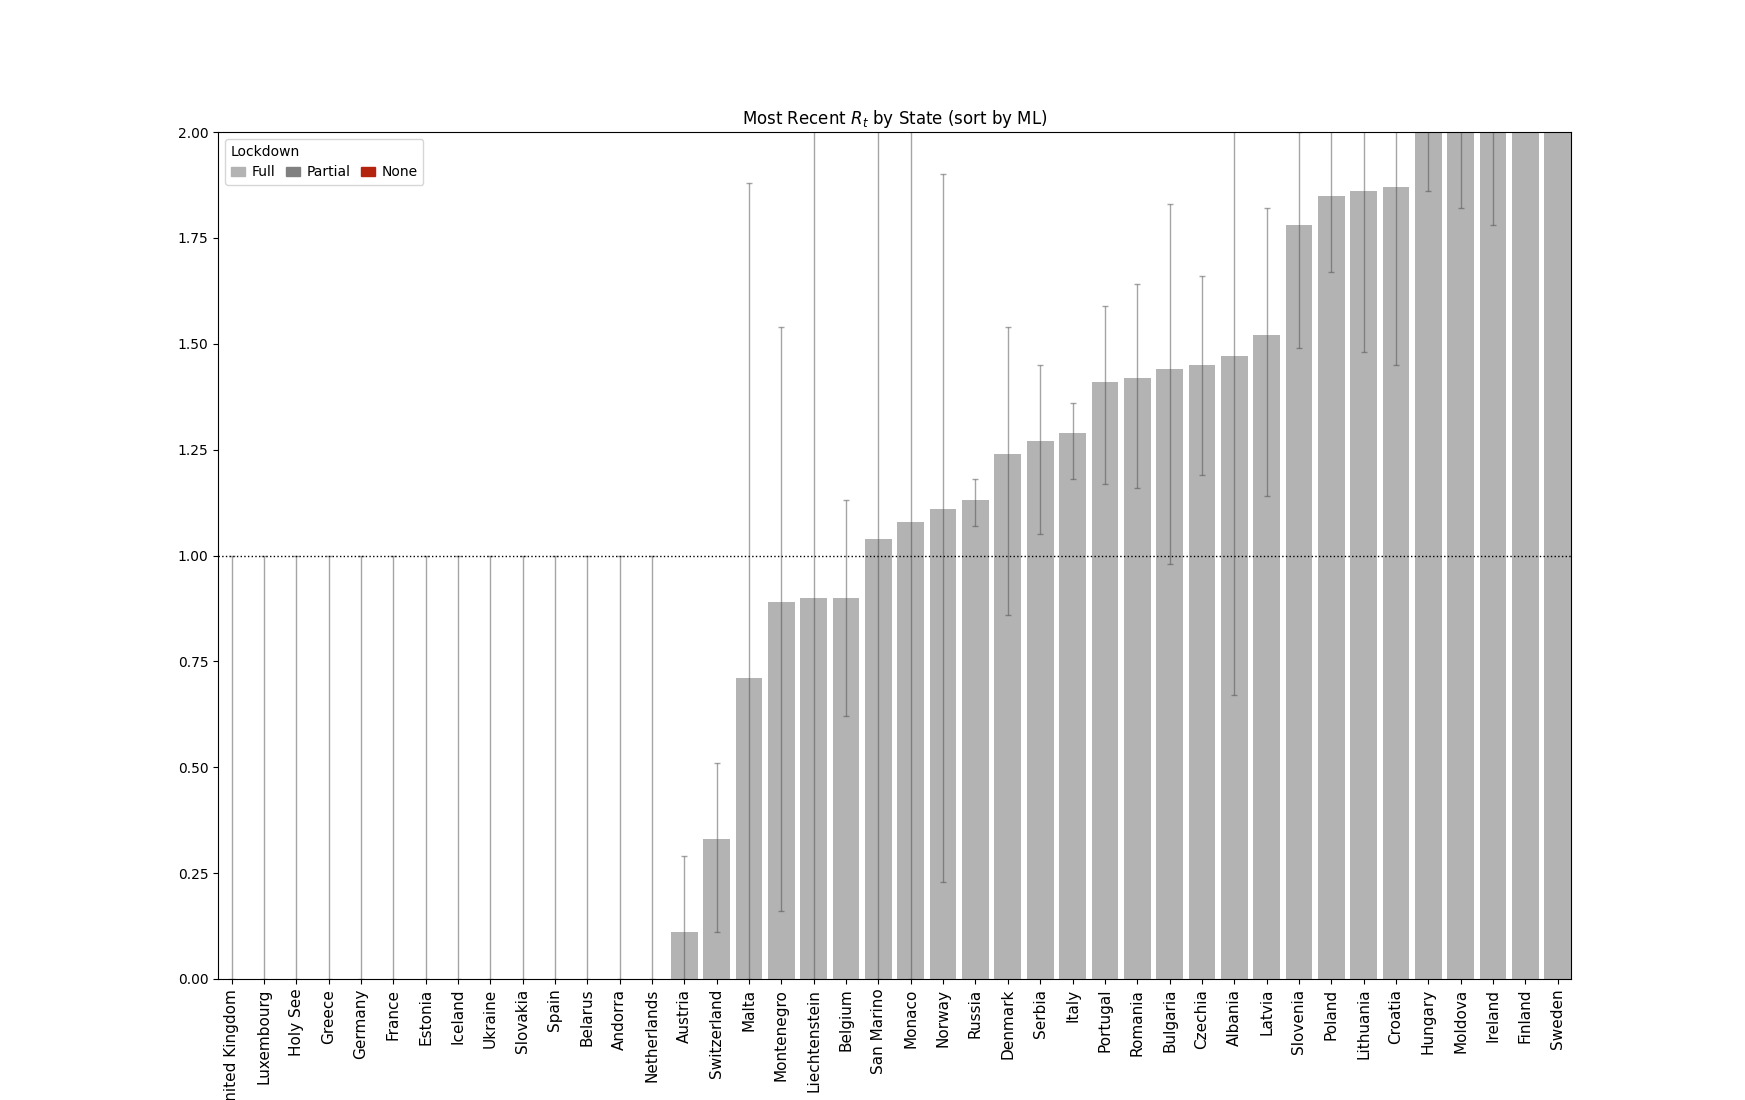 Most Recent Rt by State (sort by ML)
2.00
Lockdown
Full Partial None
1.75
1.50
1.25
1.00
0.75
0.50
0.25
0.00
nited Kingdom
Luxembourg
Holy See
Greece
Germany
France
Estonia
Iceland
Ukraine
Slovakia
Spain
Belarus
Andorra
Netherlands
Austria
Switzerland
Malta
Montenegro
Liechtenstein
Belgium
San Marino
Monaco
Norway
Russia
Denmark
Serbia
Italy
Portugal
Romania
Bulgaria
Czechia
Albania
Latvia
Slovenia
Poland
Lithuania
Croatia
Hungary
Moldova
Ireland
Finland
Sweden